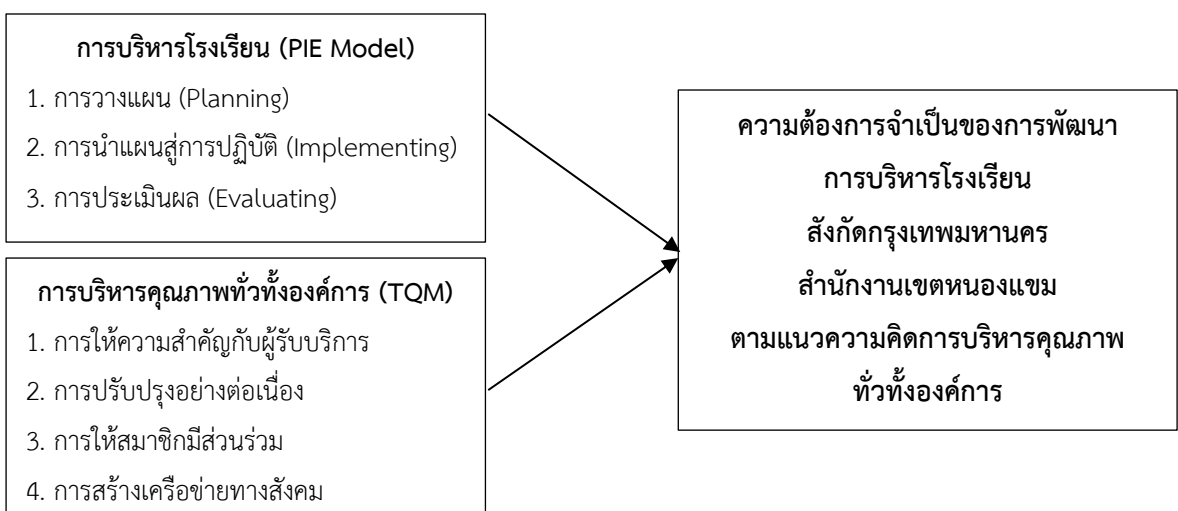 การบริหารโรงเรียน (PIE Model)
1. การวางแผน (Planning)
2. การนำแผนสู่การปฏิบัติ (Implementing)
3. การประเมินผล (Evaluating)
การบริหารคุณภาพทั่วทั้งองค์การ (TQM)
1. การให้ความสำคัญกับผู้รับบริการ
2. การปรับปรุงอย่างต่อเนื่อง
3. การให้สมาชิกมีส่วนร่วม
4. การสร้างเครือข่ายทางสังคม
ความต้องการจำเป็นของการพัฒนา
การบริหารโรงเรียน
สังกัดกรุงเทพมหานคร
สำนักงานเขตหนองแขม
ตามแนวความคิดการบริหารคุณภาพ
ทั่วทั้งองค์การ